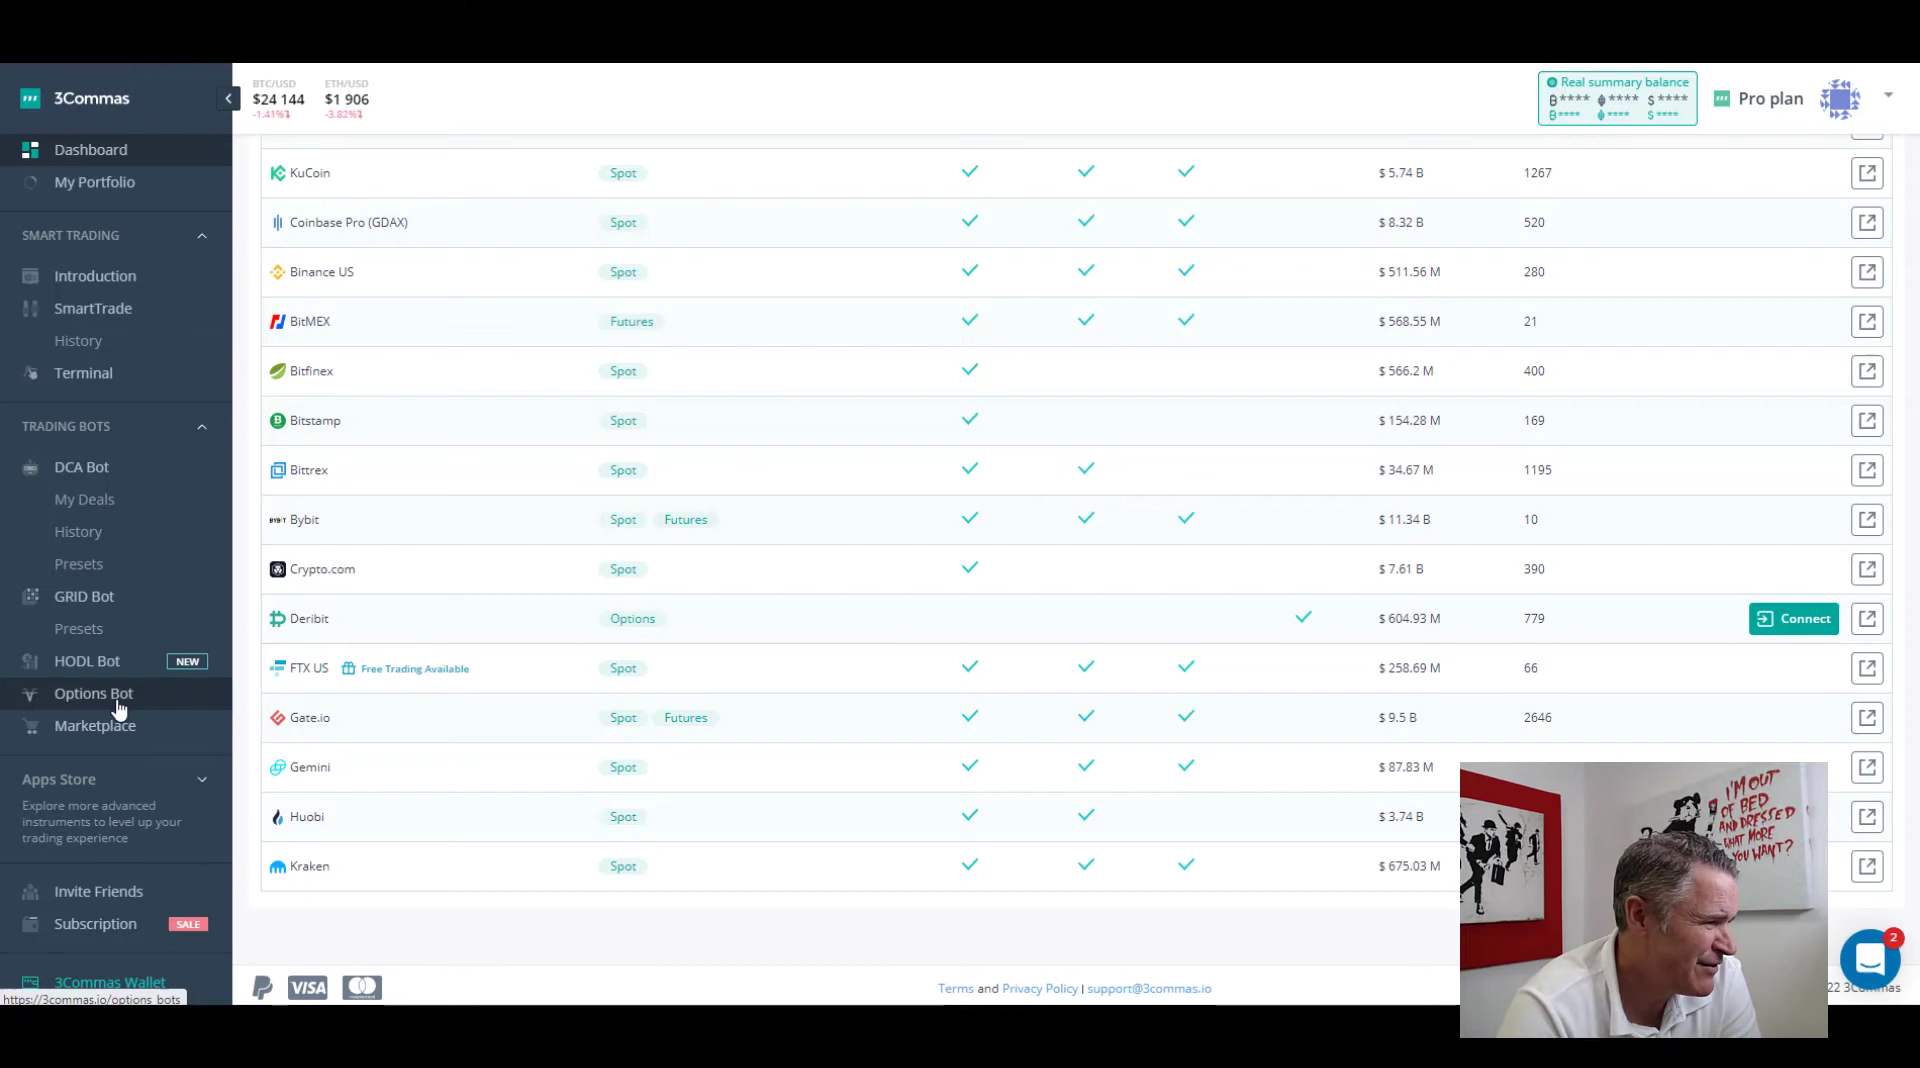 3Commas
BTC/USD
$24 144
-1.41%
ETH/USD
$1 906
-3.82%
Real summary balance
**** **** $ ****
**** **** $ ****
Pro plan
Dashboard
My Portfolio
SMART TRADING
Introduction
SmartTrade
History
Terminal
TRADING BOTS
DCA Bot
My Deals
History
Presets
GRID Bot
Presets
HODL Bot NEW
Options Bot
Marketplace
Apps Store
Explore more advanced
instruments to level up your
trading experience
Invite Friends
Subscription SALE
3Commas Wallet
https://3commas.io/options_bots
KuCoin Spot $ 5.74 B 1267
Coinbase Pro (GDAX) Spot $ 8.32 B 520
Binance US Spot $ 511.56 M 280
BitMEX Futures $ 568.55 M 21
Bitfinex Spot $ 566.2 M 400
Bitstamp Spot $ 154.28 M 169
Bittrex Spot $ 34.67 M 1195
BYBIT Bybit Spot Futures $ 11.34 B 10
Crypto.com Spot $ 7.61 B 390
Deribit Options $ 604.93 M 779 Connect
FTX US Free Trading Available Spot $ 258.69 M 66
Gate.io Spot Futures $ 9.5 B 2646
Gemini Spot $ 87.83 M
Huobi Spot $ 3.74 B
Kraken Spot $ 675.03 M
I'M OUT
OF BED
AND DRESSED
WHAT MORE
YOU WANT?
2
VISA
Terms and Privacy Policy | support@3commas.io
22 3Commas